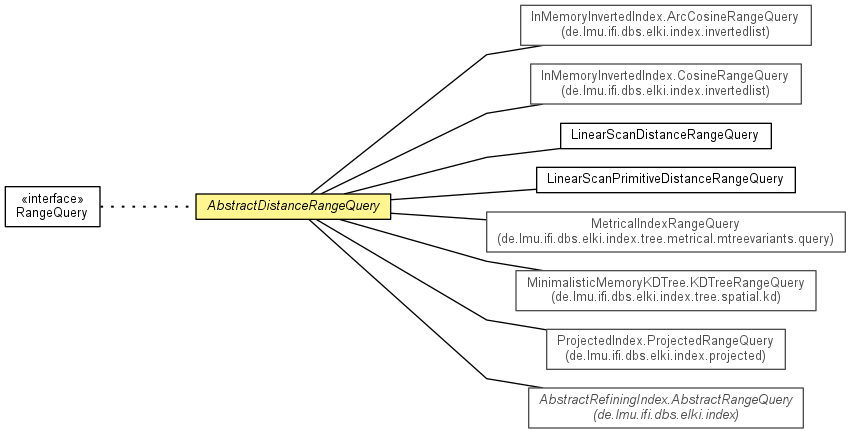 InMemoryInvertedIndex.ArcCosineRangeQuery
(de.lmu.ifi.dbs.elki.index.invertedlist)
InMemoryInvertedIndex.CosineRangeQuery
(de.lmu.ifi.dbs.elki.index.invertedlist)
LinearScanDistanceRangeQuery
LinearScanPrimitiveDistanceRangeQuery
«interface»
RangeQuery
AbstractDistanceRangeQuery
MetricalIndexRangeQuery
(de.lmu.ifi.dbs.elki.index.tree.metrical.mtreevariants.query)
MinimalisticMemoryKDTree.KDTreeRangeQuery
(de.lmu.ifi.dbs.elki.index.tree.spatial.kd)
ProjectedIndex.ProjectedRangeQuery
(de.lmu.ifi.dbs.elki.index.projected)
AbstractRefiningIndex.AbstractRangeQuery
(de.lmu.ifi.dbs.elki.index)